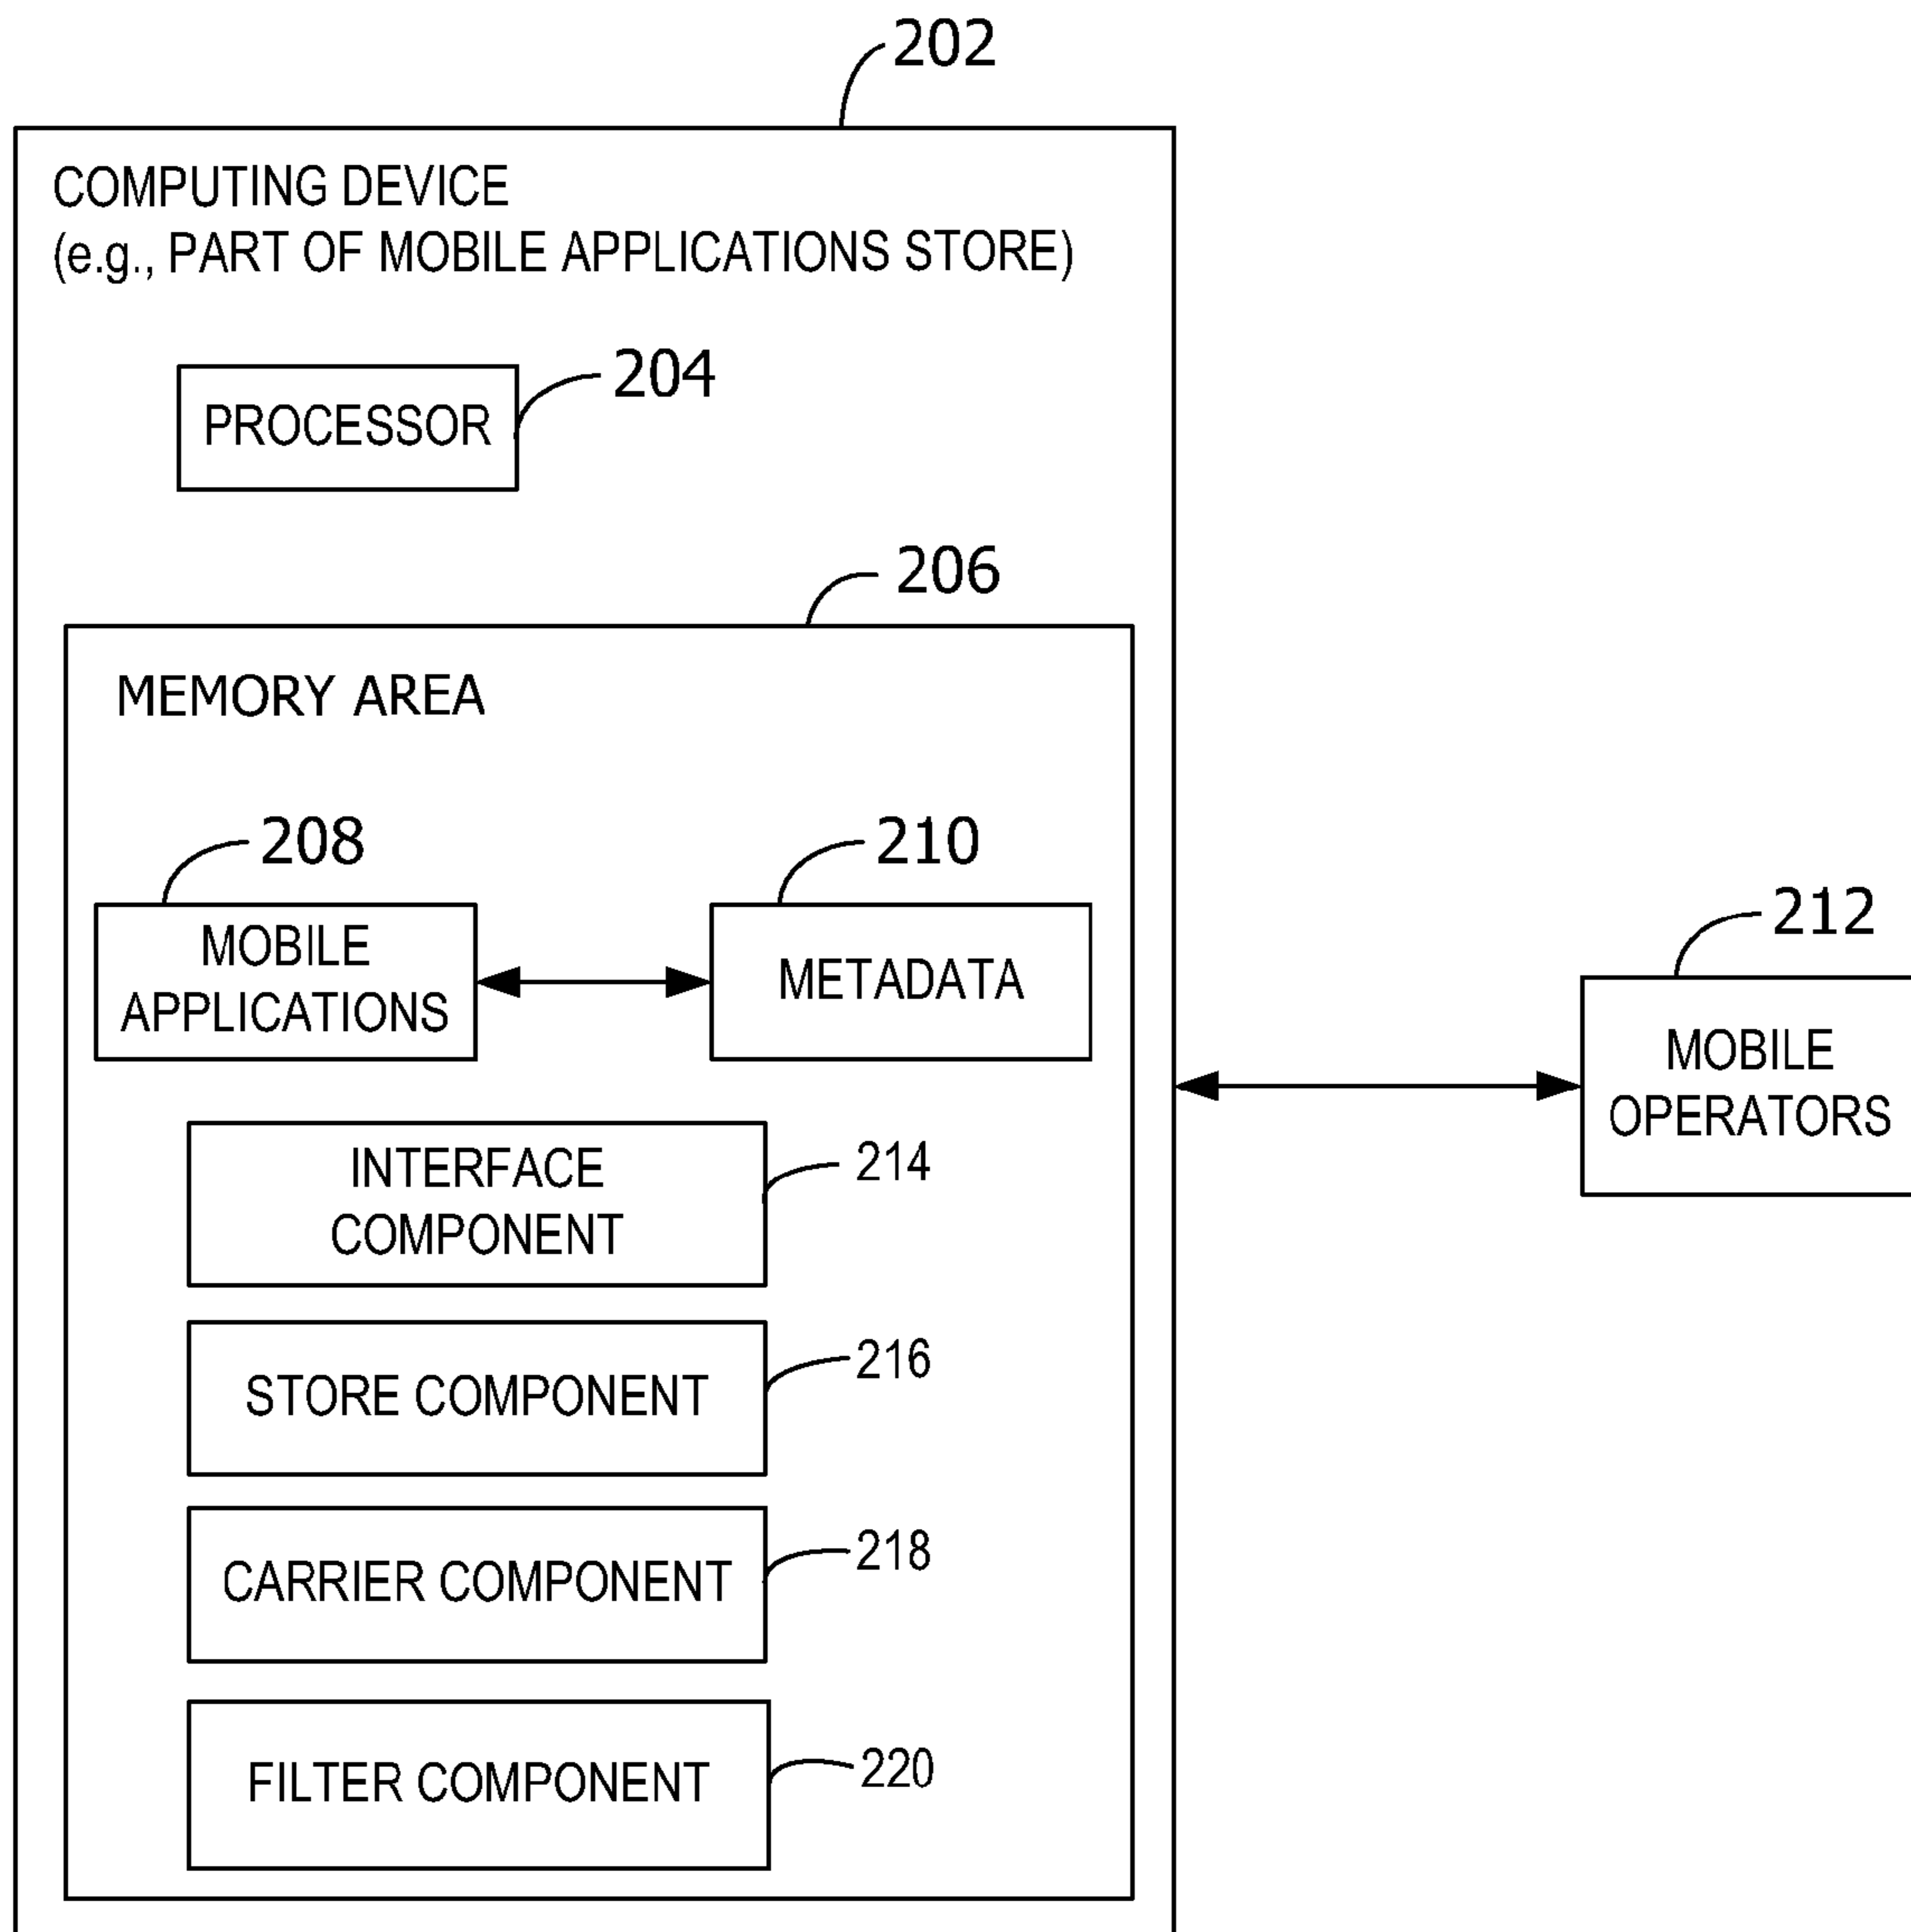 202
COMPUTING DEVICE
(e.g., PART OF MOBILE APPLICATIONS STORE)
204
PROCESSOR
206
MEMORY AREA
208
210
MOBILE
APPLICATIONS
METADATA
212
MOBILE
OPERATORS
INTERFACE
COMPONENT
214
STORE COMPONENT
216
CARRIER COMPONENT
218
FILTER COMPONENT
220